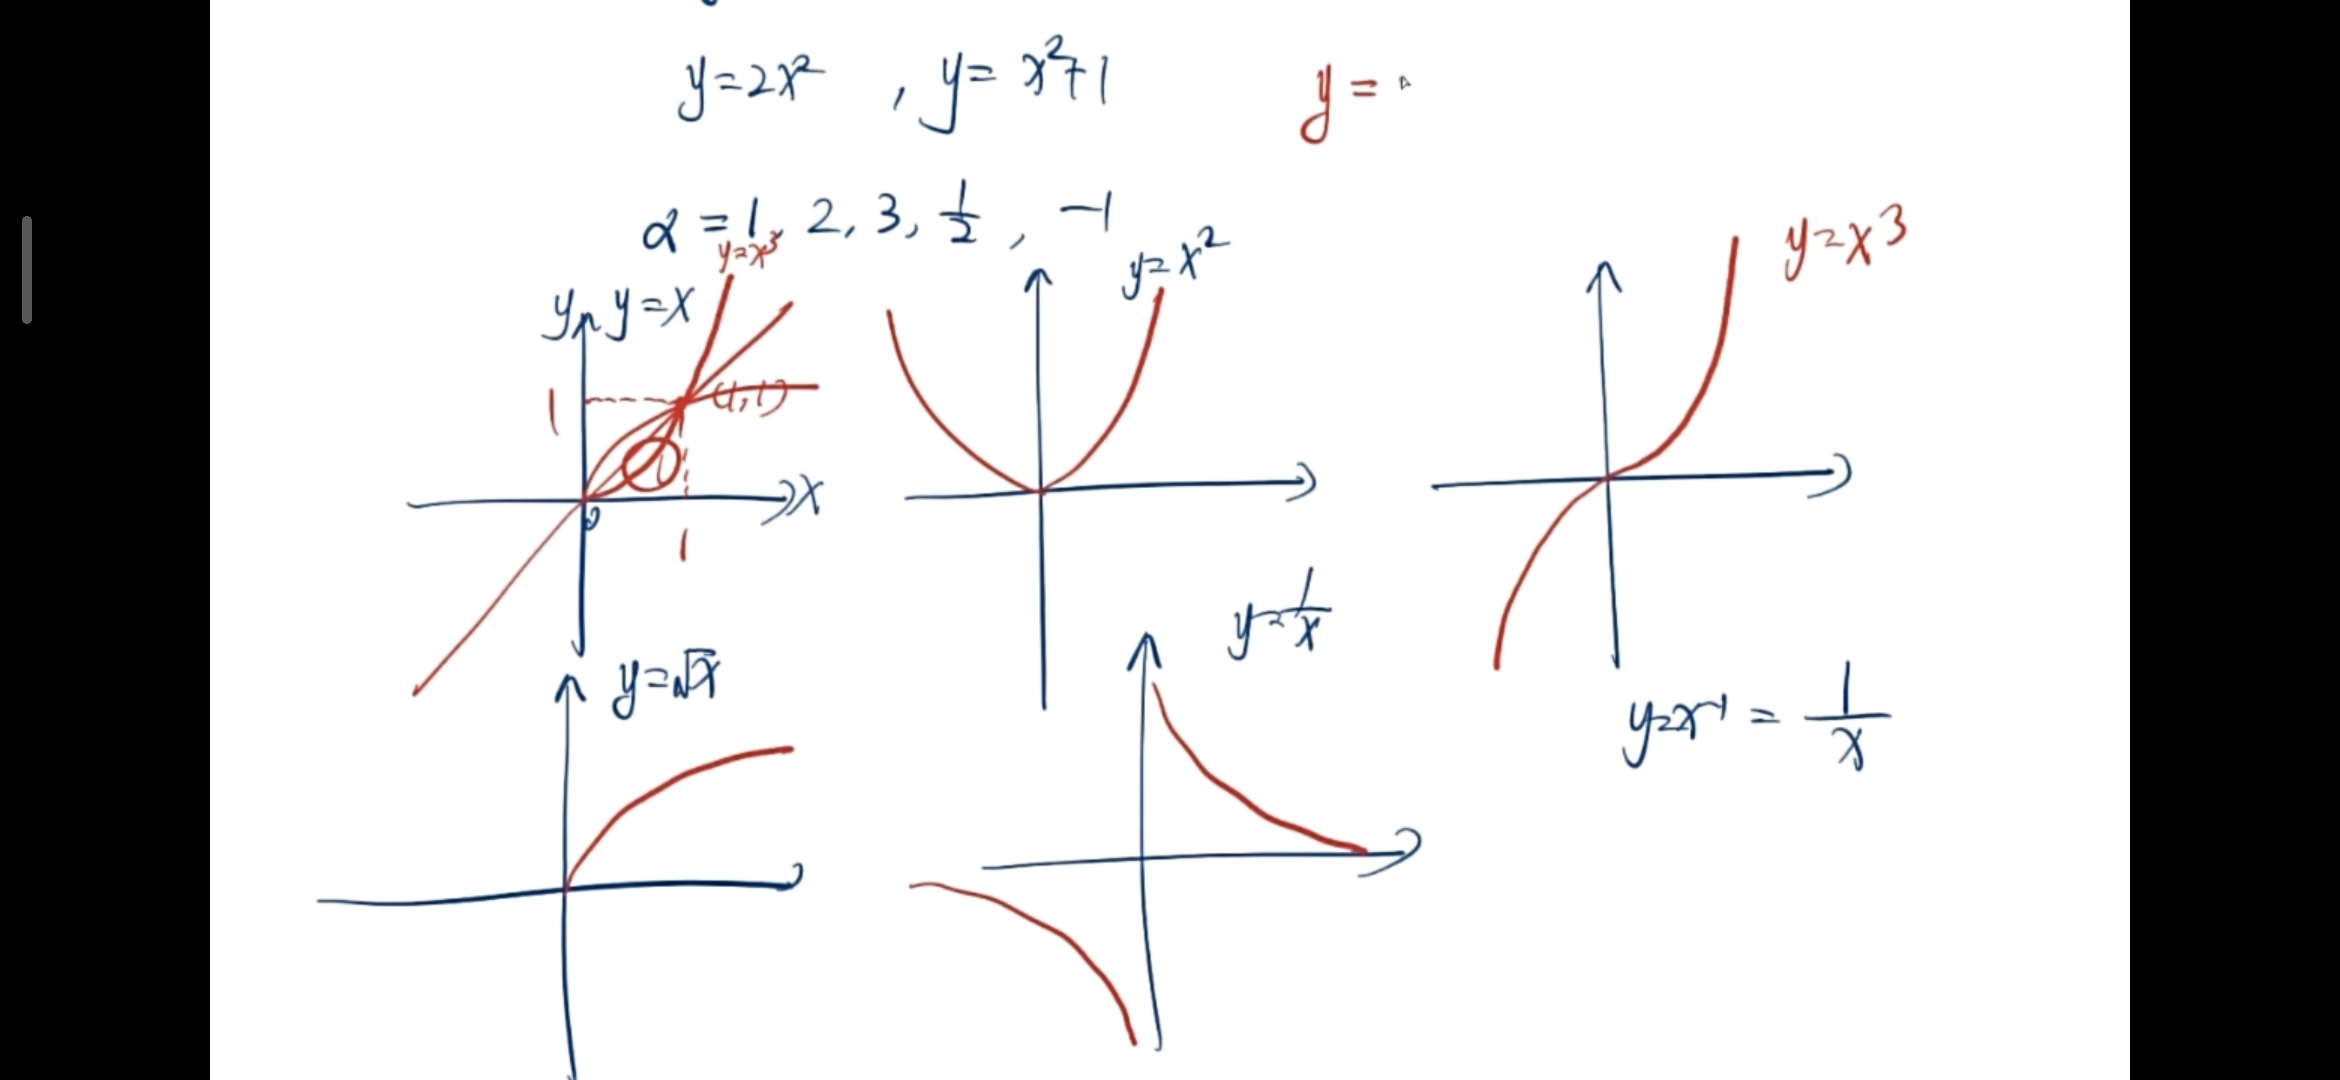 y=2x² , y= x²+1 y=
α = 1, 2, 3, 1/2, -1
y=x³
y=x²
y=x³
y y=x
1 (1,1)
x
0
1
y=1/x
y=√x
y=x⁻¹ = 1/x